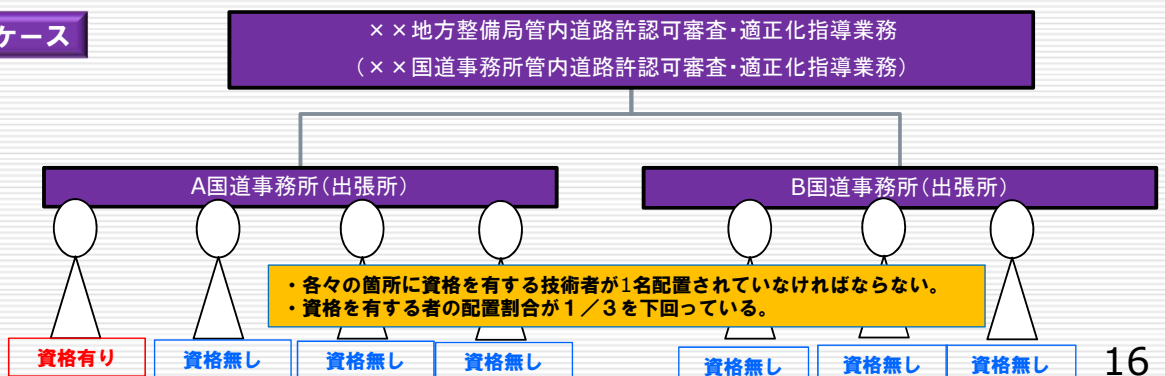 ケース
××地方整備局管内道路許認可審査・適正化指導業務
（××国道事務所管内道路許認可審査・適正化指導業務）
A国道事務所（出張所）
B国道事務所（出張所）
・各々の箇所に資格を有する技術者が1名配置されていなければならない。
・資格を有する者の配置割合が１／３を下回っている。
資格有り
資格無し
資格無し
資格無し
資格無し
資格無し
資格無し
16